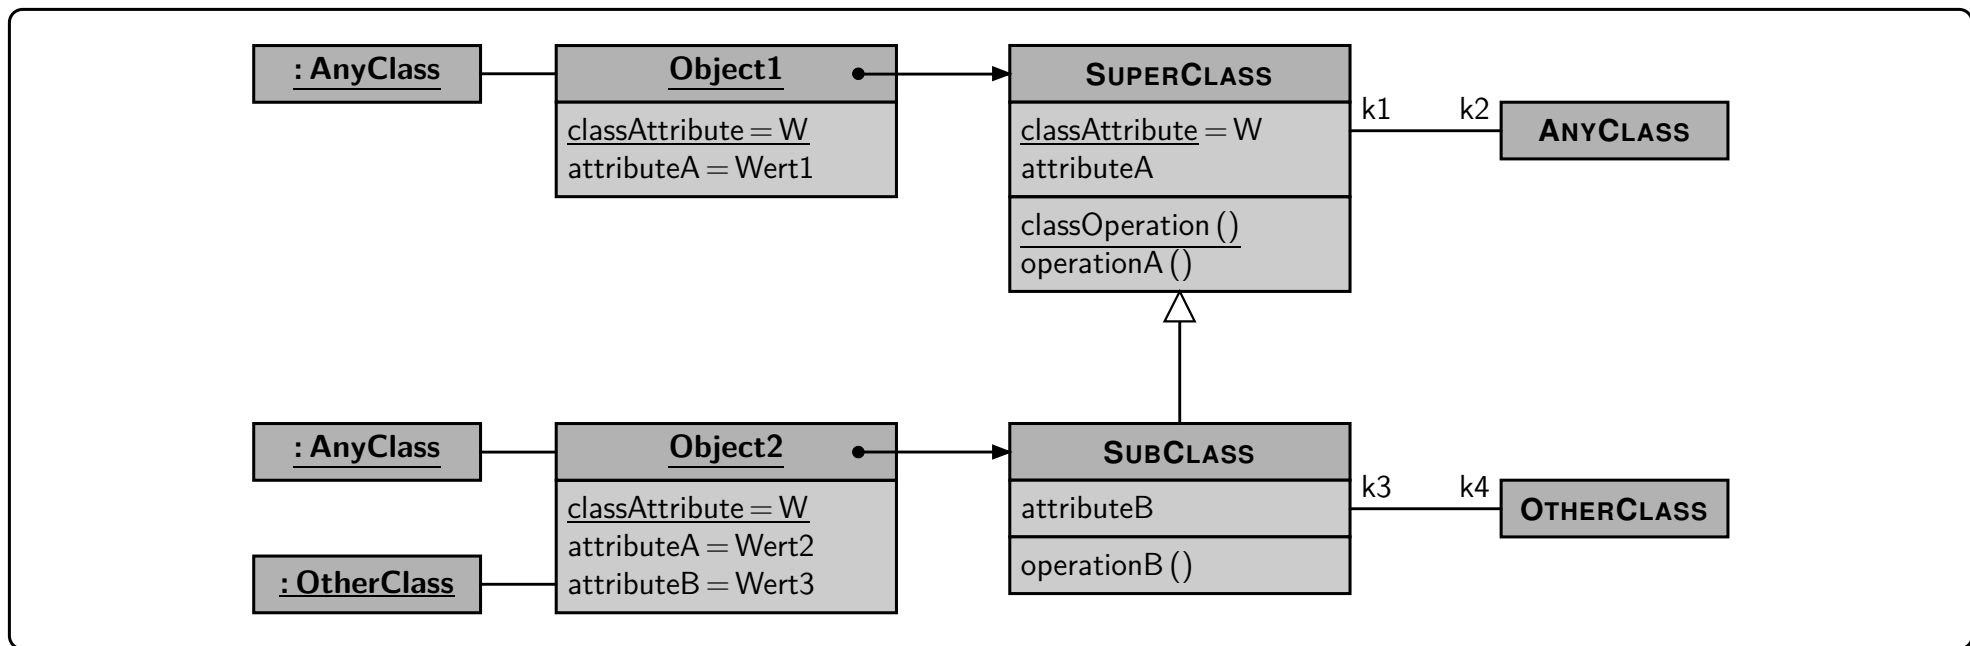 : AnyClass
Object1
classAttribute = W
attributeA = Wert1
SUPERCLASS
classAttribute = W
attributeA
classOperation ()
operationA ()
k1
k2
ANYCLASS
: AnyClass
: OtherClass
Object2
classAttribute = W
attributeA = Wert2
attributeB = Wert3
SUBCLASS
attributeB
operationB ()
k3
k4
OTHERCLASS